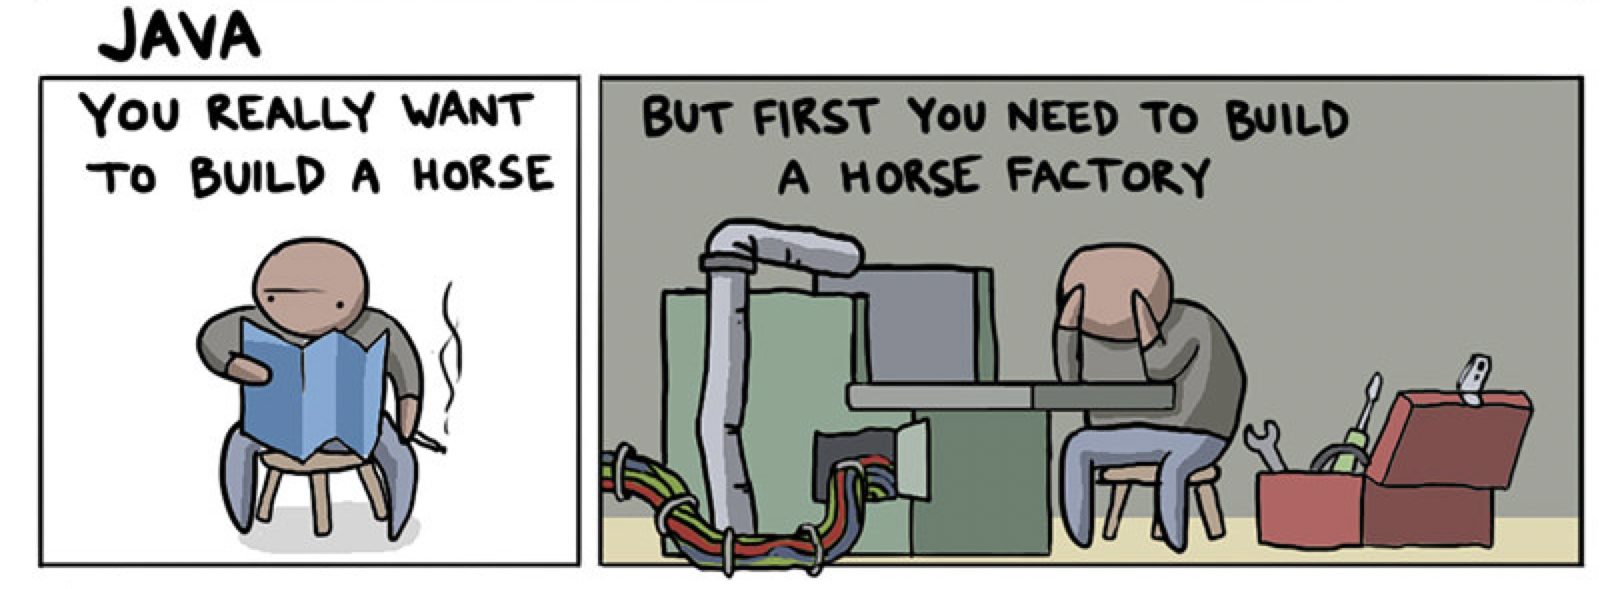 JAVA
YOU REALLY WANT
TO BUILD A HORSE
BUT FIRST YOU NEED TO BUILD
A HORSE FACTORY